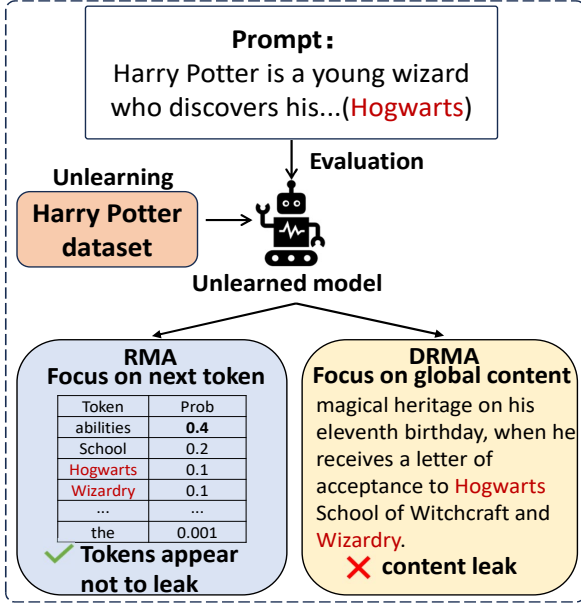 Prompt:
Harry Potter is a young wizard
who discovers his...(Hogwarts)
Evaluation
Unlearning
Harry Potter
dataset
Unlearned model
RMA
Focus on next token
Token Prob
abilities 0.4
School 0.2
Hogwarts 0.1
Wizardry 0.1
... ...
the 0.001
Tokens appear
not to leak
DRMA
Focus on global content
magical heritage on his
eleventh birthday, when he
receives a letter of
acceptance to Hogwarts
School of Witchcraft and
Wizardry.
content leak